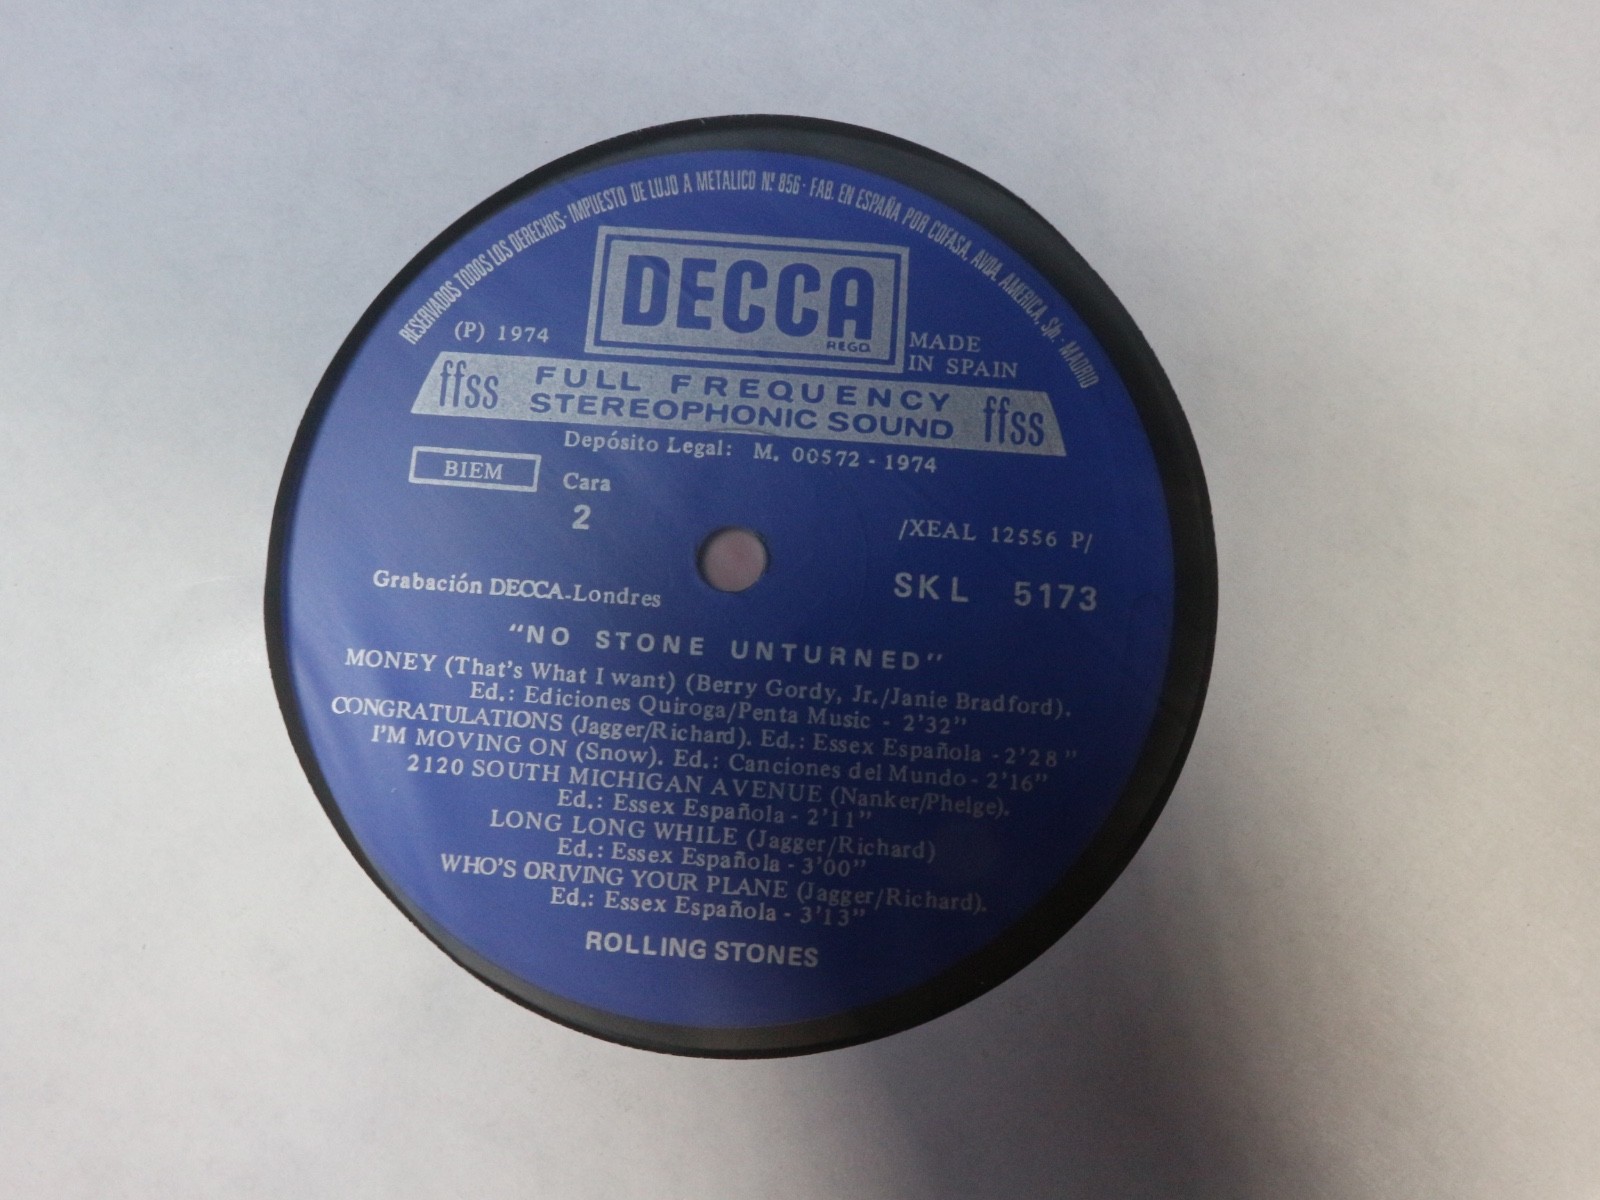 RESERVADOS TODOS LOS DERECHOS · IMPUESTO DE LUJO A METALICO Nº 856 · FAB. EN ESPAÑA POR COFASA, AVDA. AMERICA, S/n. · MADRID
DECCA
REGD.
(P) 1974
MADE
IN SPAIN
ffss FULL FREQUENCY ffss
STEREOPHONIC SOUND
Depósito Legal: M. 00572 - 1974
BIEM
Cara
2
/XEAL 12556 P/
Grabación DECCA-Londres
SKL 5173
"NO STONE UNTURNED"
MONEY (That's What I want) (Berry Gordy, Jr./Janie Bradford).
Ed.: Ediciones Quiroga/Penta Music - 2'32"
CONGRATULATIONS (Jagger/Richard). Ed.: Essex Española - 2'28"
I'M MOVING ON (Snow). Ed.: Canciones del Mundo - 2'16"
2120 SOUTH MICHIGAN AVENUE (Nanker/Phelge).
Ed.: Essex Española - 2'11"
LONG LONG WHILE (Jagger/Richard)
Ed.: Essex Española - 3'00"
WHO'S DRIVING YOUR PLANE (Jagger/Richard).
Ed.: Essex Española - 3'13"
ROLLING STONES